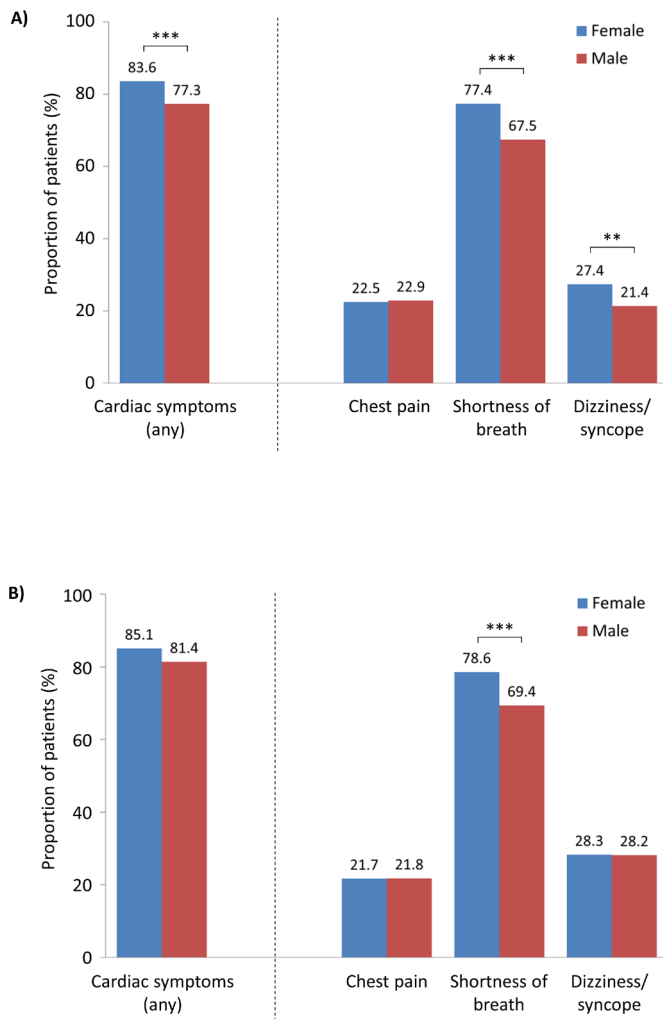 A)
Proportion of patients (%)
100
80
60
40
20
0
Female
Male
***
83.6
77.3
22.5
22.9
***
77.4
67.5
**
27.4
21.4
Cardiac symptoms
(any)
Chest pain
Shortness of
breath
Dizziness/
syncope
B)
Proportion of patients (%)
100
80
60
40
20
0
Female
Male
85.1
81.4
21.7
21.8
***
78.6
69.4
28.3
28.2
Cardiac symptoms
(any)
Chest pain
Shortness of
breath
Dizziness/
syncope